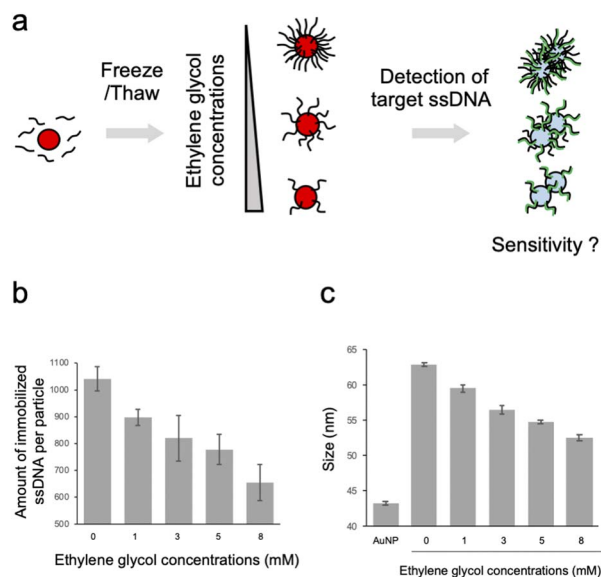 a
Freeze
/Thaw
Ethylene glycol
concentrations
Detection of
target ssDNA
Sensitivity ?
b
Amount of immobilized
ssDNA per particle
1100
1000
900
800
700
600
500
0 1 3 5 8
Ethylene glycol concentrations (mM)
c
Size (nm)
65
60
55
50
45
40
AuNP 0 1 3 5 8
Ethylene glycol concentrations (mM)